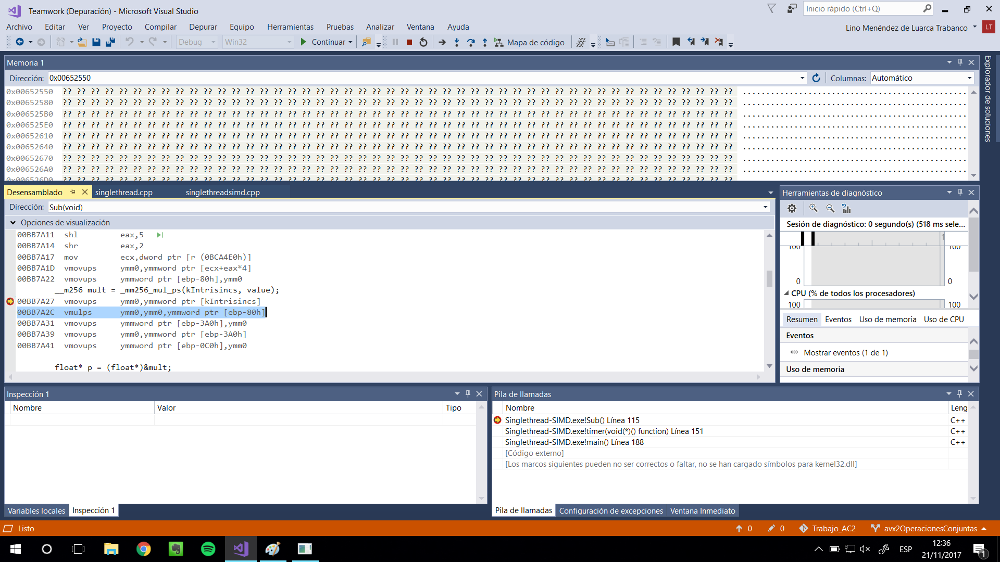 Teamwork (Depuración) - Microsoft Visual Studio
Inicio rápido (Ctrl+Q)
Archivo Editar Ver Proyecto Compilar Depurar Equipo Herramientas Pruebas Analizar Ventana Ayuda
Lino Menéndez de Luarca Trabanco LT
Debug Win32 Continuar Mapa de código
Explorador de soluciones
Memoria 1
Dirección: 0x00652550 Columnas: Automático
0x00652550 ?? ?? ?? ?? ?? ?? ?? ?? ?? ?? ?? ?? ?? ?? ?? ?? ?? ?? ?? ?? ?? ?? ?? ?? ?? ?? ?? ?? ?? ?? ?? ?? ?? ?? ?? ?? ?? ?? ?? ?? ?? ?? ?? ?? ?? ?? ?? ?? ................................................
0x00652580 ?? ?? ?? ?? ?? ?? ?? ?? ?? ?? ?? ?? ?? ?? ?? ?? ?? ?? ?? ?? ?? ?? ?? ?? ?? ?? ?? ?? ?? ?? ?? ?? ?? ?? ?? ?? ?? ?? ?? ?? ?? ?? ?? ?? ?? ?? ?? ?? ................................................
0x006525B0 ?? ?? ?? ?? ?? ?? ?? ?? ?? ?? ?? ?? ?? ?? ?? ?? ?? ?? ?? ?? ?? ?? ?? ?? ?? ?? ?? ?? ?? ?? ?? ?? ?? ?? ?? ?? ?? ?? ?? ?? ?? ?? ?? ?? ?? ?? ?? ?? ................................................
0x006525E0 ?? ?? ?? ?? ?? ?? ?? ?? ?? ?? ?? ?? ?? ?? ?? ?? ?? ?? ?? ?? ?? ?? ?? ?? ?? ?? ?? ?? ?? ?? ?? ?? ?? ?? ?? ?? ?? ?? ?? ?? ?? ?? ?? ?? ?? ?? ?? ?? ................................................
0x00652610 ?? ?? ?? ?? ?? ?? ?? ?? ?? ?? ?? ?? ?? ?? ?? ?? ?? ?? ?? ?? ?? ?? ?? ?? ?? ?? ?? ?? ?? ?? ?? ?? ?? ?? ?? ?? ?? ?? ?? ?? ?? ?? ?? ?? ?? ?? ?? ?? ................................................
0x00652640 ?? ?? ?? ?? ?? ?? ?? ?? ?? ?? ?? ?? ?? ?? ?? ?? ?? ?? ?? ?? ?? ?? ?? ?? ?? ?? ?? ?? ?? ?? ?? ?? ?? ?? ?? ?? ?? ?? ?? ?? ?? ?? ?? ?? ?? ?? ?? ?? ................................................
0x00652670 ?? ?? ?? ?? ?? ?? ?? ?? ?? ?? ?? ?? ?? ?? ?? ?? ?? ?? ?? ?? ?? ?? ?? ?? ?? ?? ?? ?? ?? ?? ?? ?? ?? ?? ?? ?? ?? ?? ?? ?? ?? ?? ?? ?? ?? ?? ?? ?? ................................................
0x006526A0 ?? ?? ?? ?? ?? ?? ?? ?? ?? ?? ?? ?? ?? ?? ?? ?? ?? ?? ?? ?? ?? ?? ?? ?? ?? ?? ?? ?? ?? ?? ?? ?? ?? ?? ?? ?? ?? ?? ?? ?? ?? ?? ?? ?? ?? ?? ?? ?? ................................................
0x006526D0 ?? ?? ?? ?? ?? ?? ?? ?? ?? ?? ?? ?? ?? ?? ?? ?? ?? ?? ?? ?? ?? ?? ?? ?? ?? ?? ?? ?? ?? ?? ?? ?? ?? ?? ?? ?? ?? ?? ?? ?? ?? ?? ?? ?? ?? ?? ?? ??
Desensamblado singlethread.cpp singlethreadsimd.cpp
Dirección: Sub(void)
Opciones de visualización
00BB7A11 shl eax,5
00BB7A14 shr eax,2
00BB7A17 mov ecx,dword ptr [r (0BCA4E0h)]
00BB7A1D vmovups ymm0,ymmword ptr [ecx+eax*4]
00BB7A22 vmovups ymmword ptr [ebp-80h],ymm0
__m256 mult = _mm256_mul_ps(kIntrisincs, value);
00BB7A27 vmovups ymm0,ymmword ptr [kIntrisincs]
00BB7A2C vmulps ymm0,ymm0,ymmword ptr [ebp-80h]
00BB7A31 vmovups ymmword ptr [ebp-3A0h],ymm0
00BB7A39 vmovups ymm0,ymmword ptr [ebp-3A0h]
00BB7A41 vmovups ymmword ptr [ebp-0C0h],ymm0
float* p = (float*)&mult;
Herramientas de diagnóstico
Sesión de diagnóstico: 0 segundo(s) (518 ms sele...
1
100 100
0 0
CPU (% de todos los procesadores)
100 100
Resumen Eventos Uso de memoria Uso de CPU
Eventos
Mostrar eventos (1 de 1)
Uso de memoria
Inspección 1
Nombre Valor Tipo
Variables locales Inspección 1
Pila de llamadas
Nombre Leng
Singlethread-SIMD.exe!Sub() Línea 115 C++
Singlethread-SIMD.exe!timer(void(*)() function) Línea 151 C++
Singlethread-SIMD.exe!main() Línea 188 C++
[Código externo]
[Los marcos siguientes pueden no ser correctos o faltar, no se han cargado símbolos para kernel32.dll]
Pila de llamadas Configuración de excepciones Ventana Inmediato
Listo 0 0 Trabajo_AC2 avx2OperacionesConjuntas
ESP 12:36
21/11/2017 1